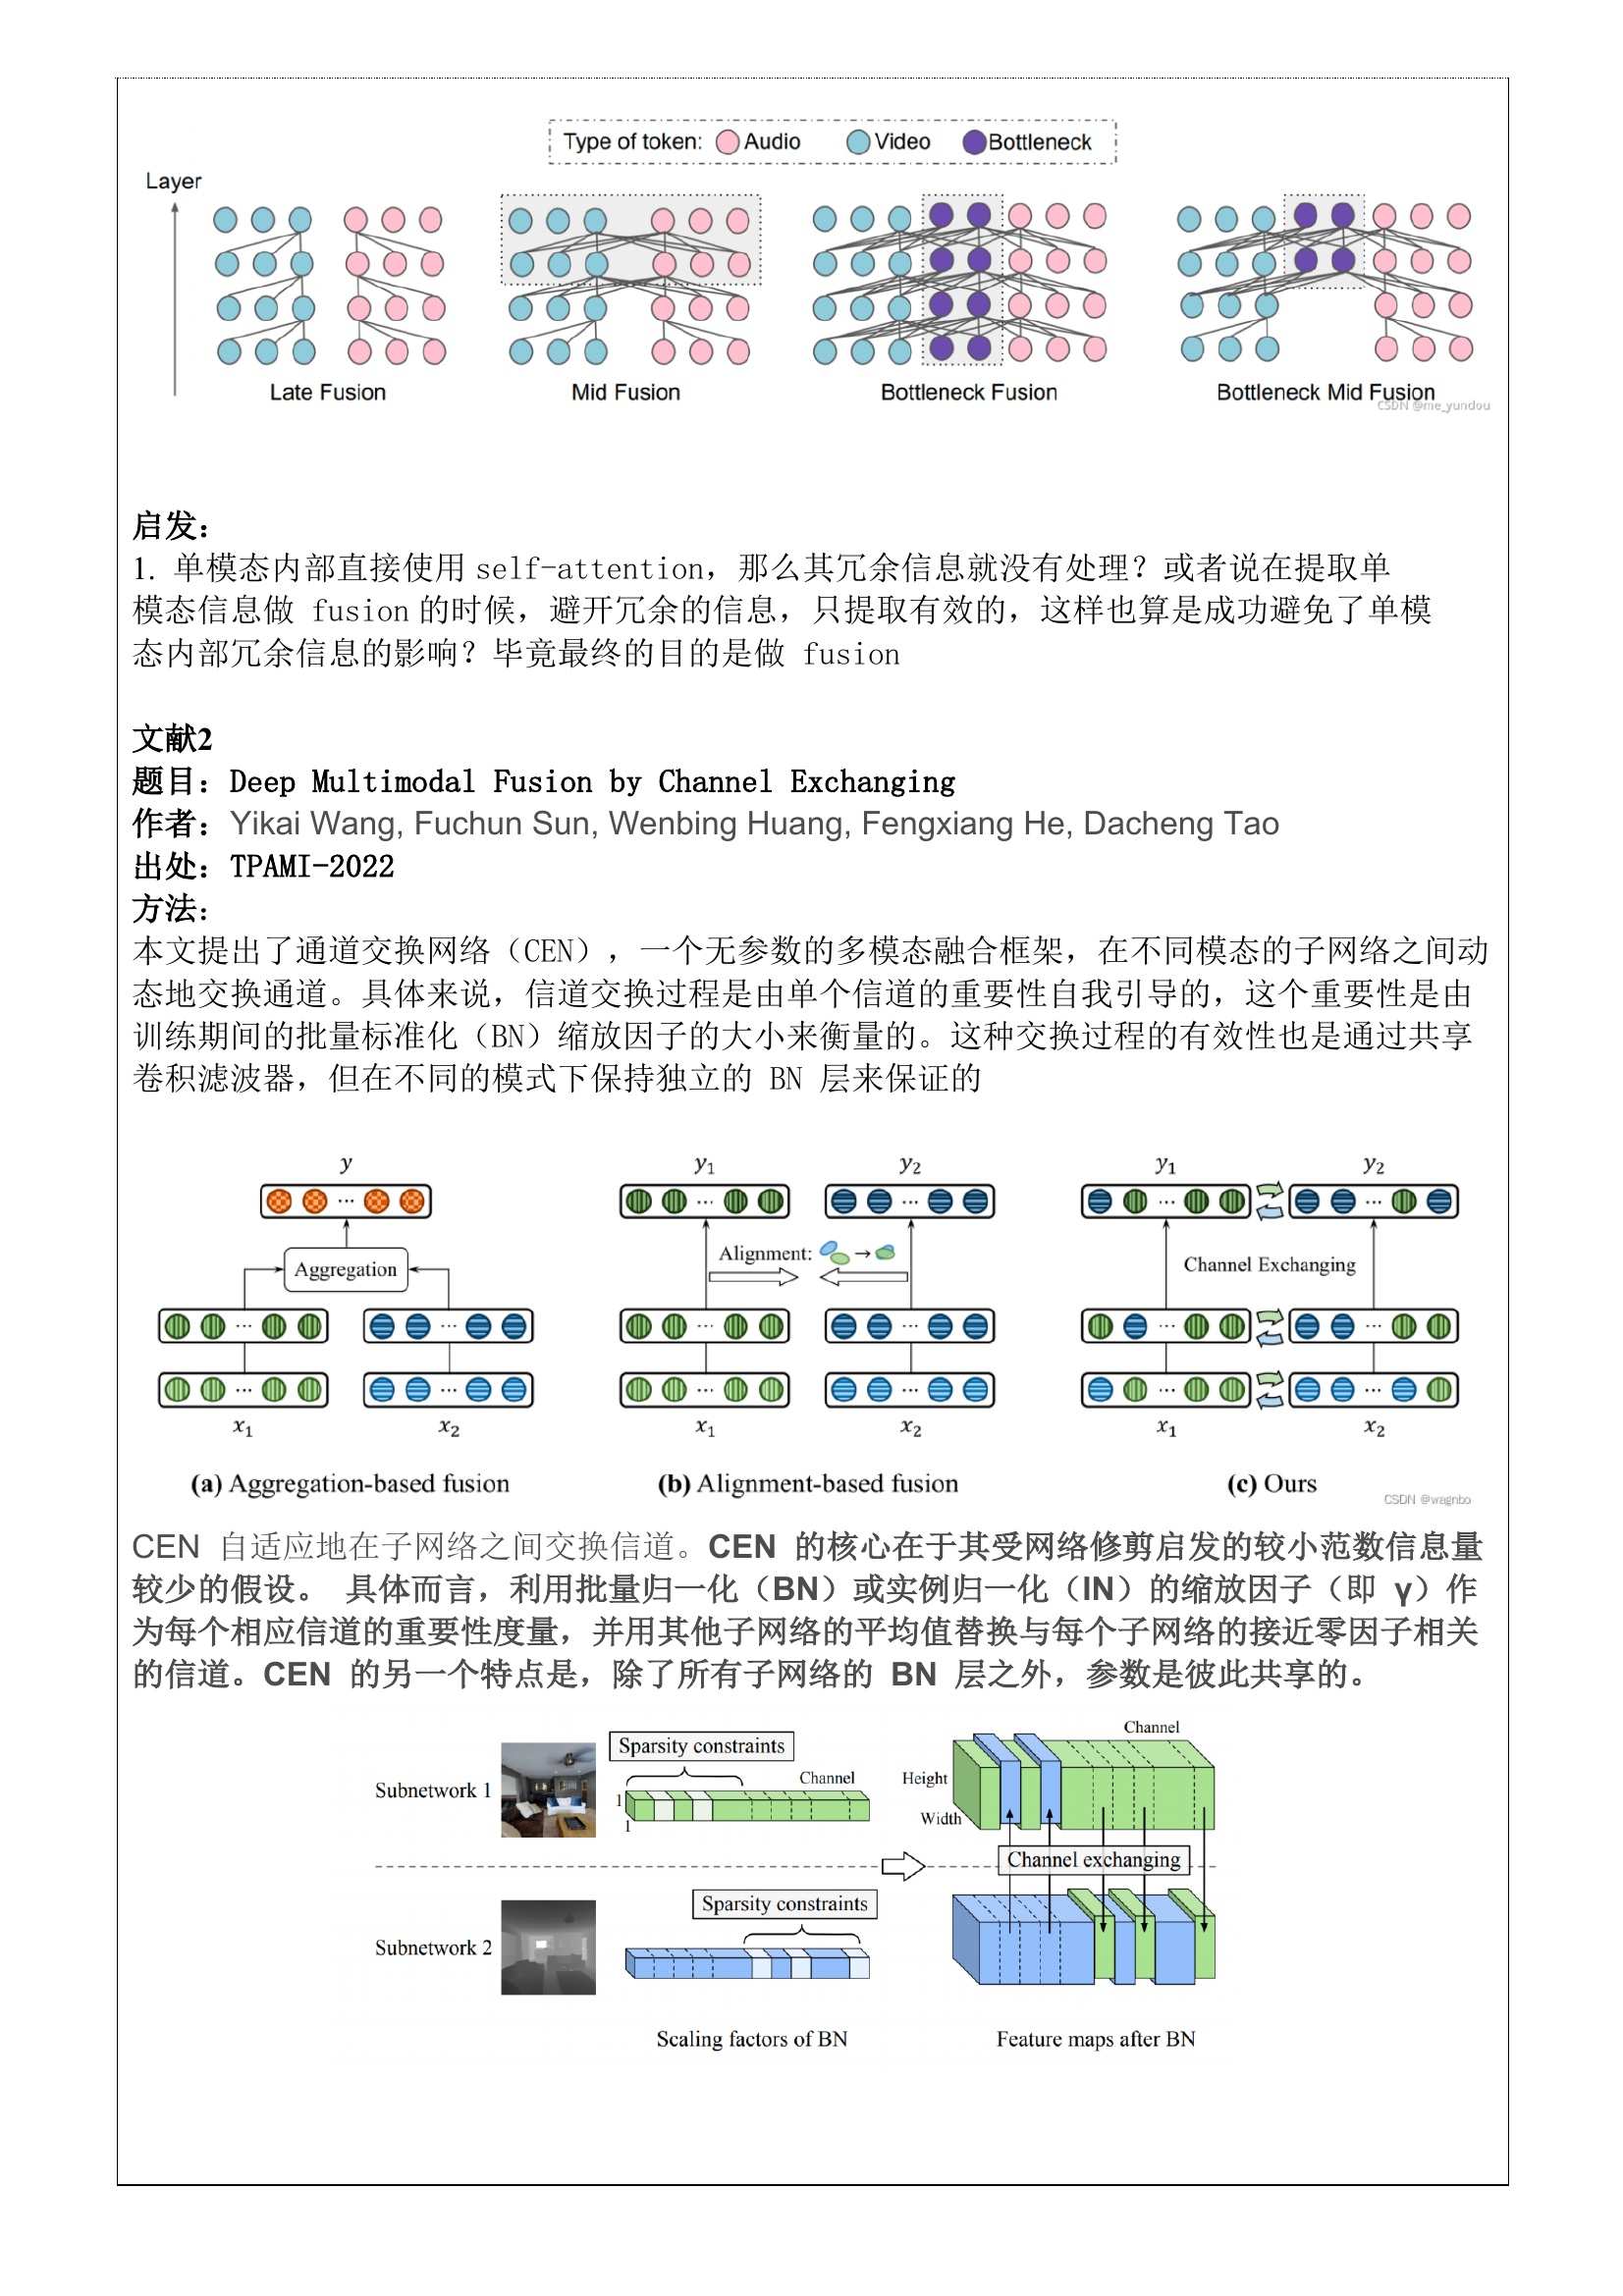 Type of token: Audio Video Bottleneck
Layer
Late Fusion Mid Fusion Bottleneck Fusion Bottleneck Mid Fusion
CSDN @me_yundou
启发：
1. 单模态内部直接使用 self-attention，那么其冗余信息就没有处理？或者说在提取单
模态信息做 fusion 的时候，避开冗余的信息，只提取有效的，这样也算是成功避免了单模
态内部冗余信息的影响？毕竟最终的目的是做 fusion
文献2
题目：Deep Multimodal Fusion by Channel Exchanging
作者：Yikai Wang, Fuchun Sun, Wenbing Huang, Fengxiang He, Dacheng Tao
出处：TPAMI-2022
方法：
本文提出了通道交换网络（CEN），一个无参数的多模态融合框架，在不同模态的子网络之间动
态地交换通道。具体来说，信道交换过程是由单个信道的重要性自我引导的，这个重要性是由
训练期间的批量标准化（BN）缩放因子的大小来衡量的。这种交换过程的有效性也是通过共享
卷积滤波器，但在不同的模式下保持独立的 BN 层来保证的
y y₁ y₂ y₁ y₂
Aggregation
Alignment:
Channel Exchanging
x₁ x₂ x₁ x₂ x₁ x₂
(a) Aggregation-based fusion (b) Alignment-based fusion (c) Ours
CSDN @wagnbo
CEN 自适应地在子网络之间交换信道。CEN 的核心在于其受网络修剪启发的较小范数信息量
较少的假设。 具体而言，利用批量归一化（BN）或实例归一化（IN）的缩放因子（即 γ）作
为每个相应信道的重要性度量，并用其他子网络的平均值替换与每个子网络的接近零因子相关
的信道。CEN 的另一个特点是，除了所有子网络的 BN 层之外，参数是彼此共享的。
Subnetwork 1
Sparsity constraints
Channel
1
1
Channel
Height
Width
Channel exchanging
Subnetwork 2
Sparsity constraints
Scaling factors of BN Feature maps after BN